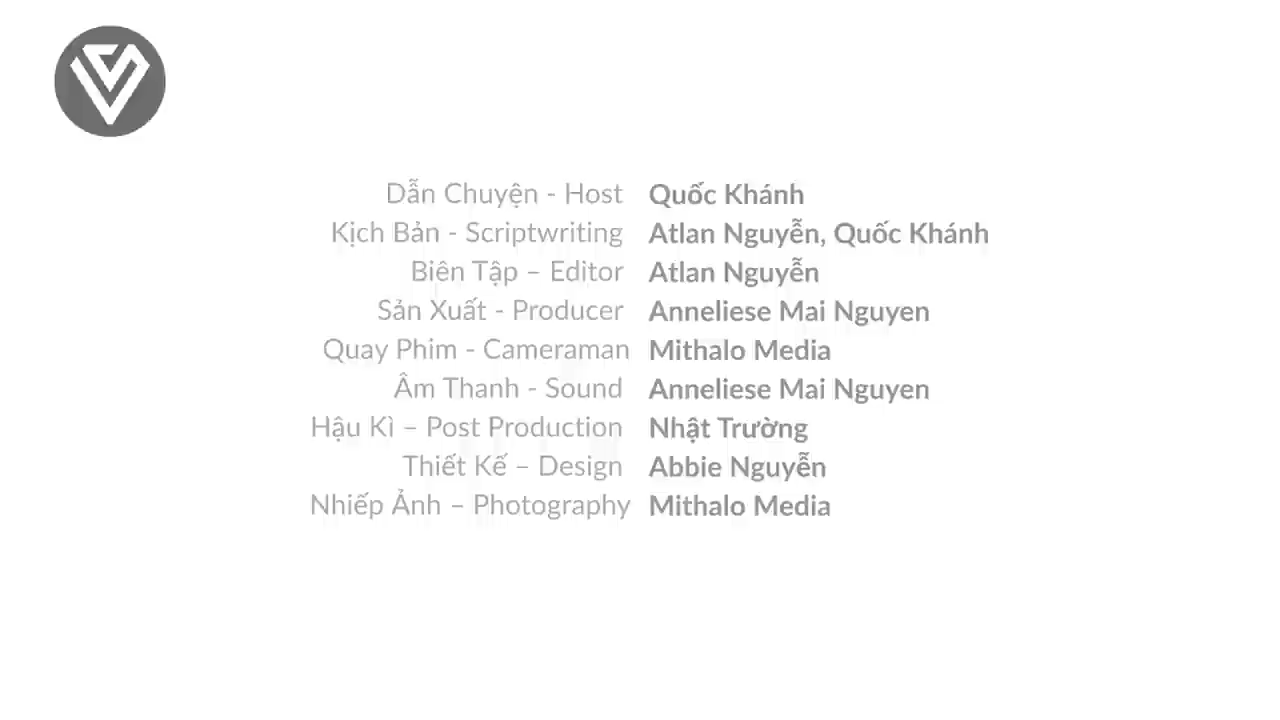 Dẫn Chuyện - Host Quốc Khánh
Kịch Bản - Scriptwriting Atlan Nguyễn, Quốc Khánh
Biên Tập – Editor Atlan Nguyễn
Sản Xuất - Producer Anneliese Mai Nguyen
Quay Phim - Cameraman Mithalo Media
Âm Thanh - Sound Anneliese Mai Nguyen
Hậu Kì – Post Production Nhật Trường
Thiết Kế – Design Abbie Nguyễn
Nhiếp Ảnh – Photography Mithalo Media